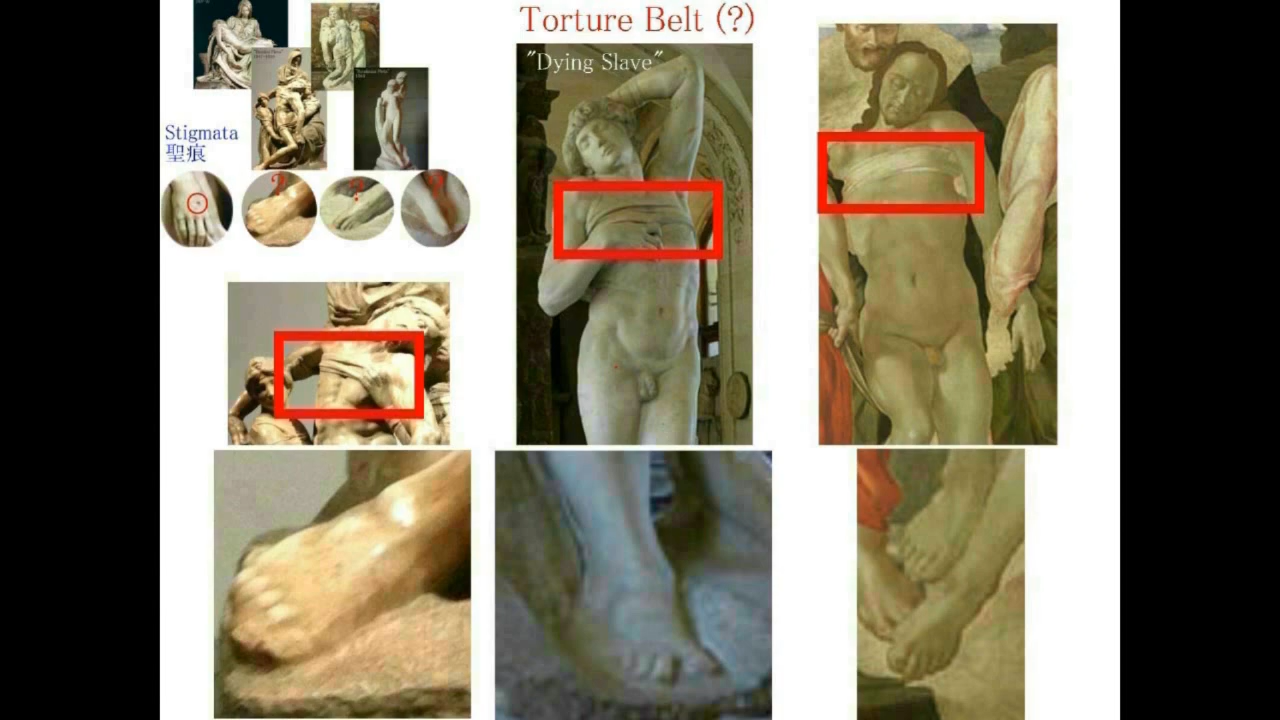 Torture Belt (?)
"Dying Slave"
Stigmata
聖痕
?
?
?